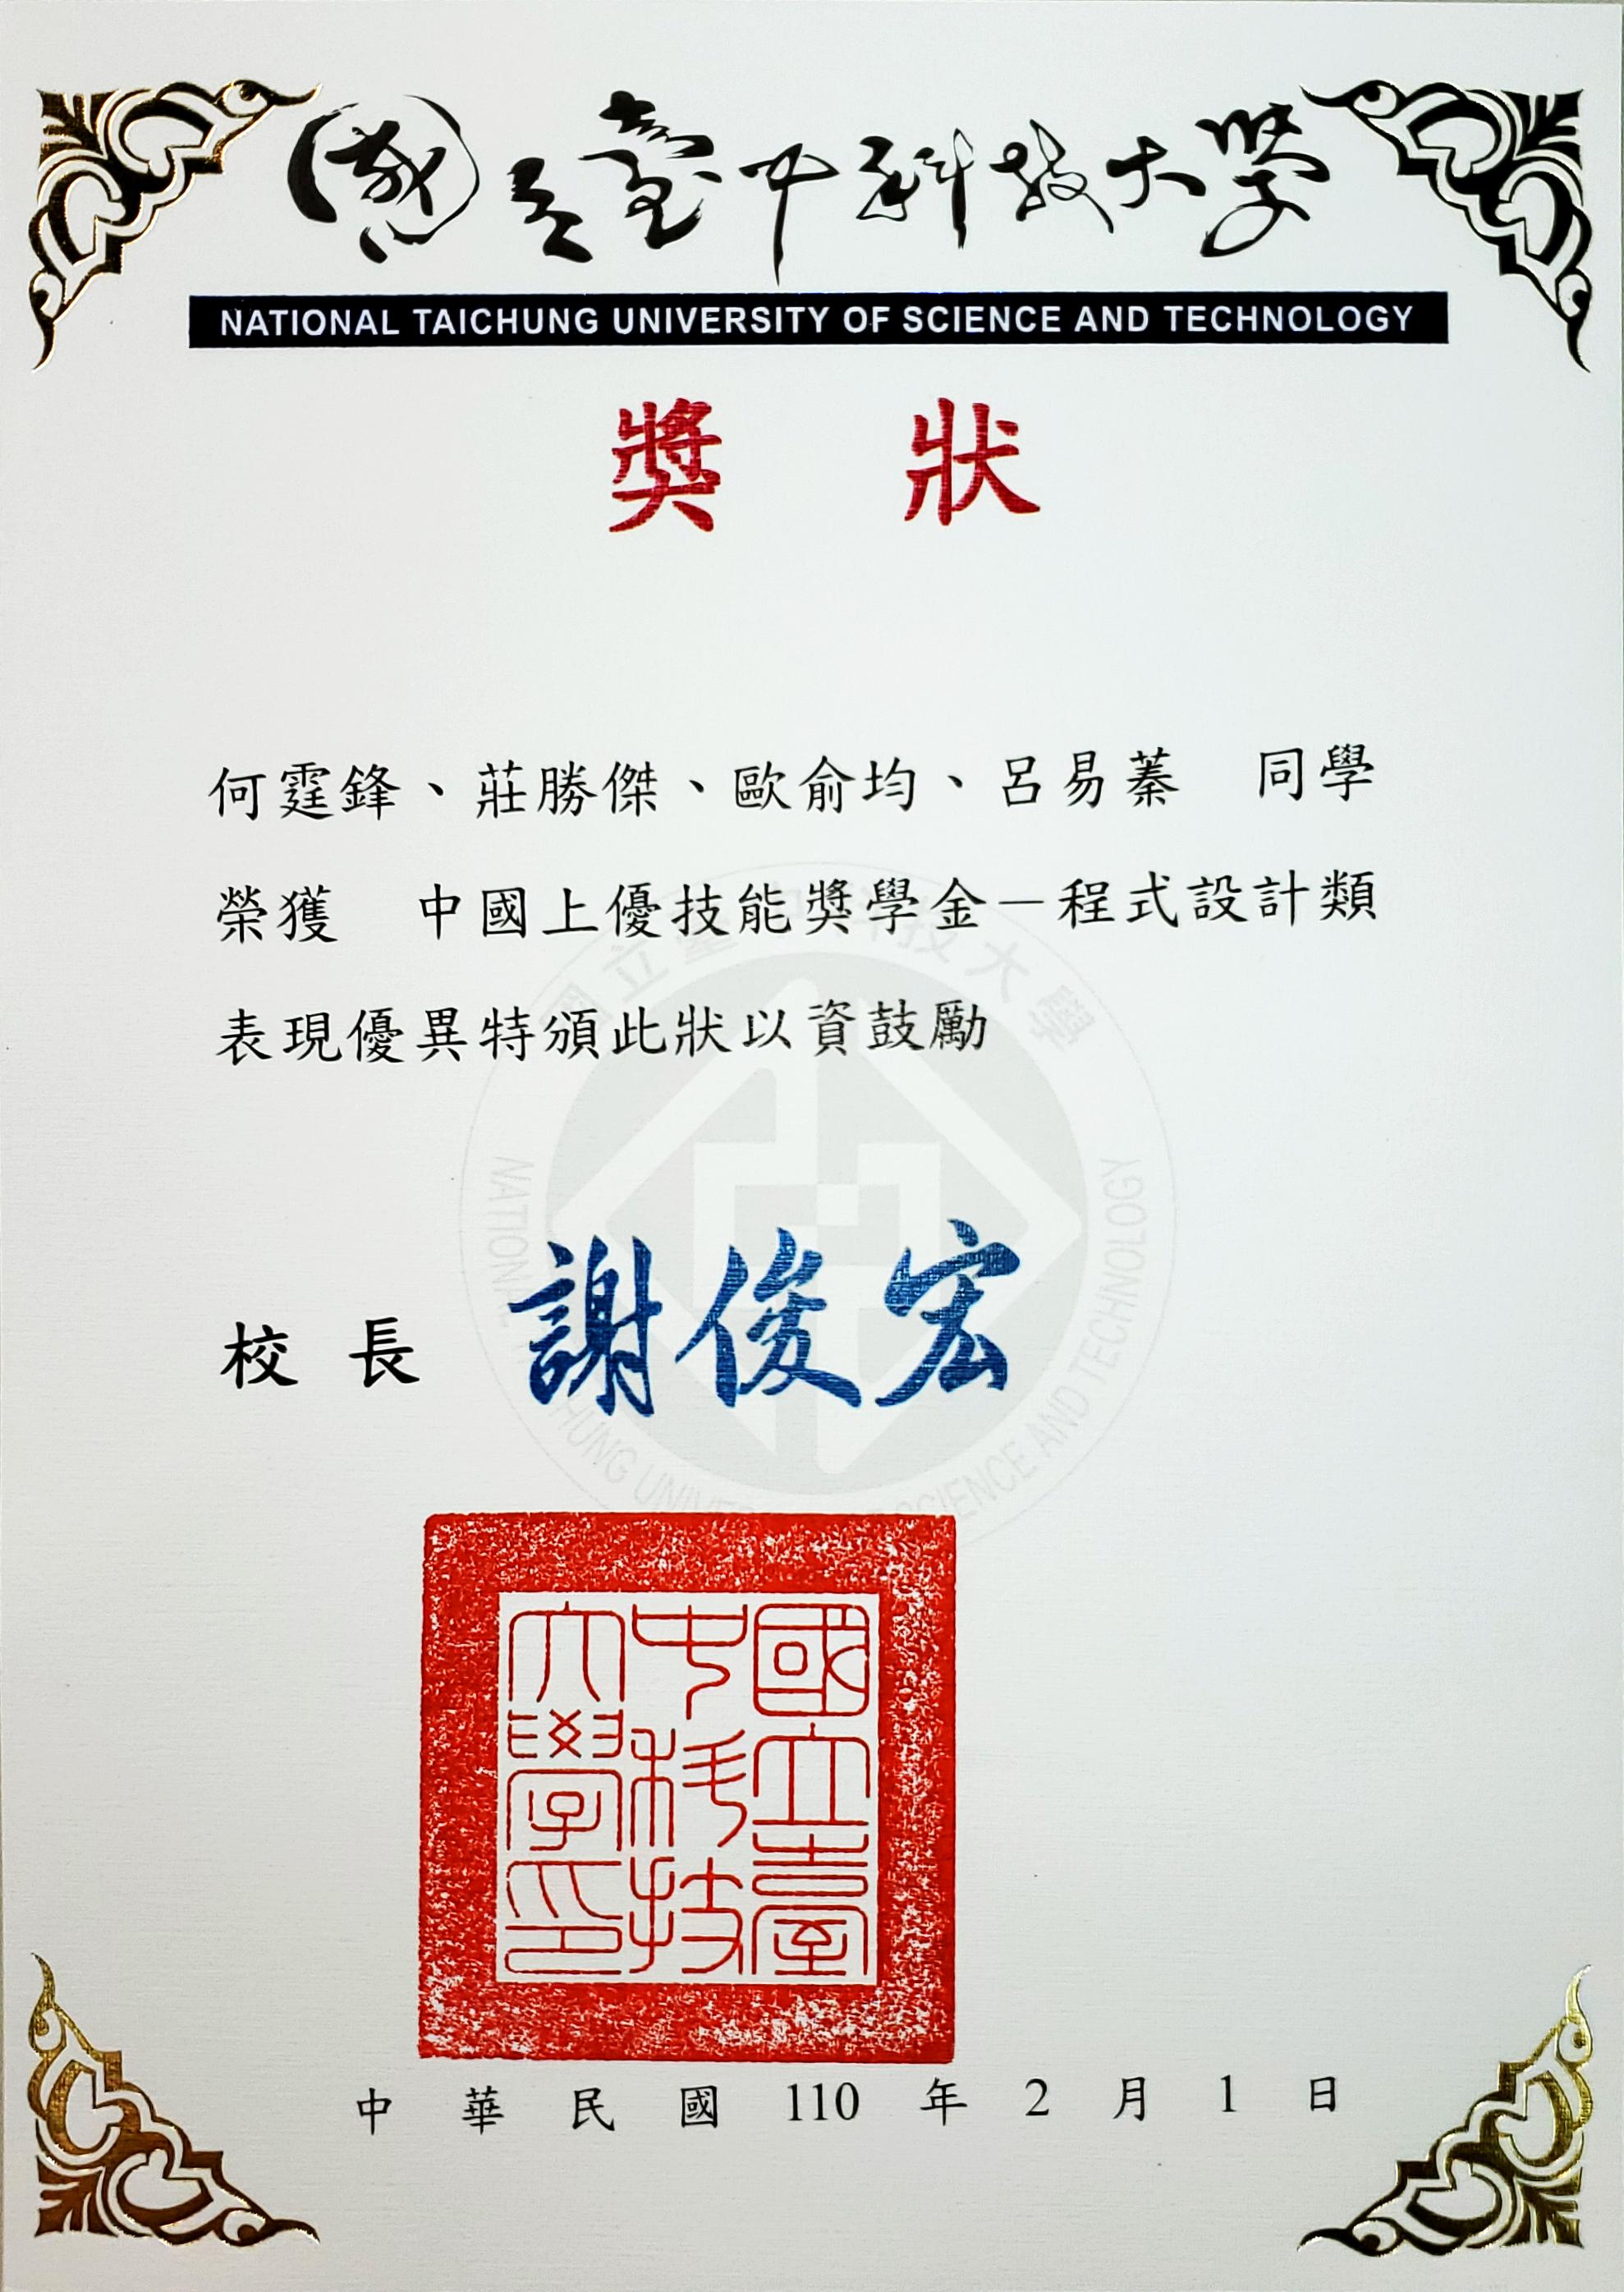 國立臺中科技大學
NATIONAL TAICHUNG UNIVERSITY OF SCIENCE AND TECHNOLOGY
獎 狀
何霆鋒、莊勝傑、歐俞均、呂易蓁 同學
榮獲 中國上優技能獎學金－程式設計類
表現優異特頒此狀以資鼓勵
國立臺中科技大學
NATIONAL TAICHUNG UNIVERSITY OF SCIENCE AND TECHNOLOGY
校長 謝俊宏
國立臺
中科技
大學印
中華民國 110 年 2 月 1 日